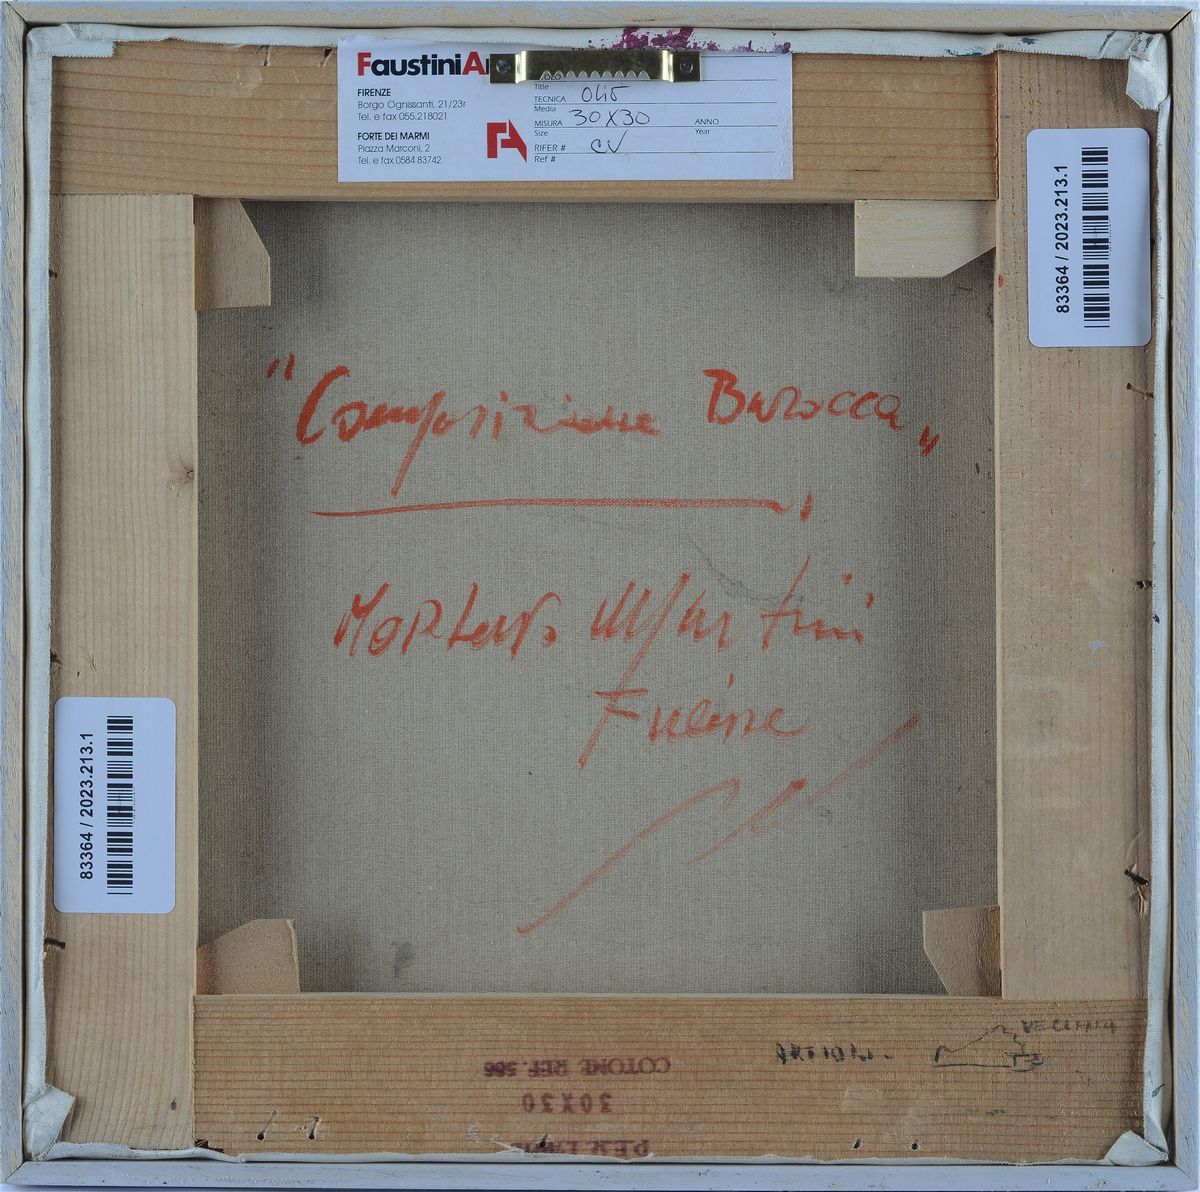 FaustiniA
FIRENZE
Borgo Ognissanti, 21/23r
Tel. e fax 055.218021
FORTE DEI MARMI
Piazza Marconi, 2
Tel. e fax 0584 83742
Title
TECNICA Olio
Media
MISURA 30X30 ANNO
Size Year
RIFER # CV
Ref #
83364 / 2023.213.1
"Composizione Barocca"
Martini
Firenze
83364 / 2023.213.1
VECCHIA
COTONE REF. 566
30X30